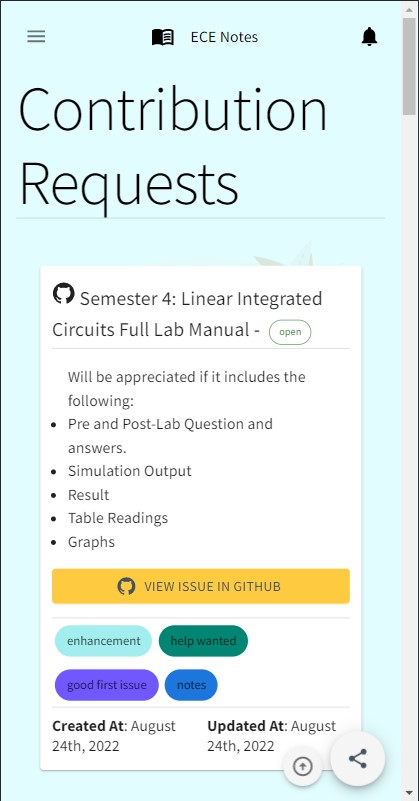 ECE Notes
Contribution
Requests
Semester 4: Linear Integrated
Circuits Full Lab Manual - open
Will be appreciated if it includes the
following:
• Pre and Post-Lab Question and
answers.
• Simulation Output
• Result
• Table Readings
• Graphs
VIEW ISSUE IN GITHUB
enhancement help wanted
good first issue notes
Created At: August Updated At: August
24th, 2022 24th, 2022